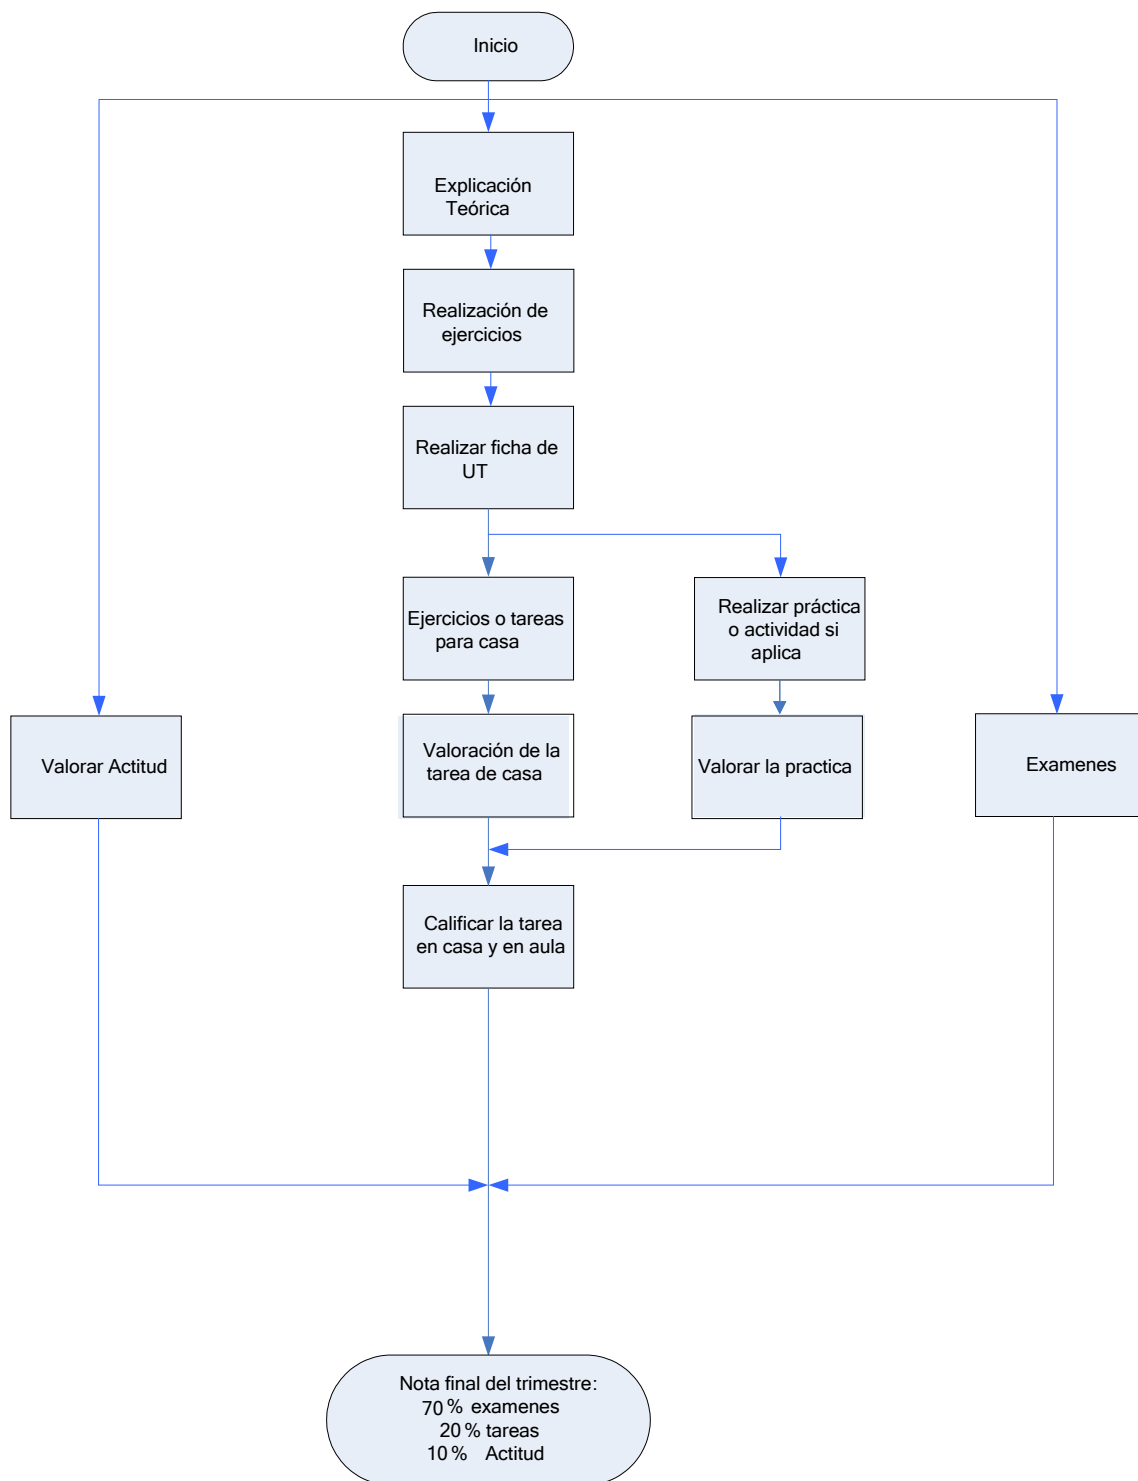 Inicio
Explicación
Teórica
Realización de
ejercicios
Realizar ficha de
UT
Ejercicios o tareas
para casa
Realizar práctica
o actividad si
aplica
Valorar Actitud
Valoración de la
tarea de casa
Valorar la practica
Examenes
Calificar la tarea
en casa y en aula
Nota final del trimestre:
70% examenes
20% tareas
10% Actitud